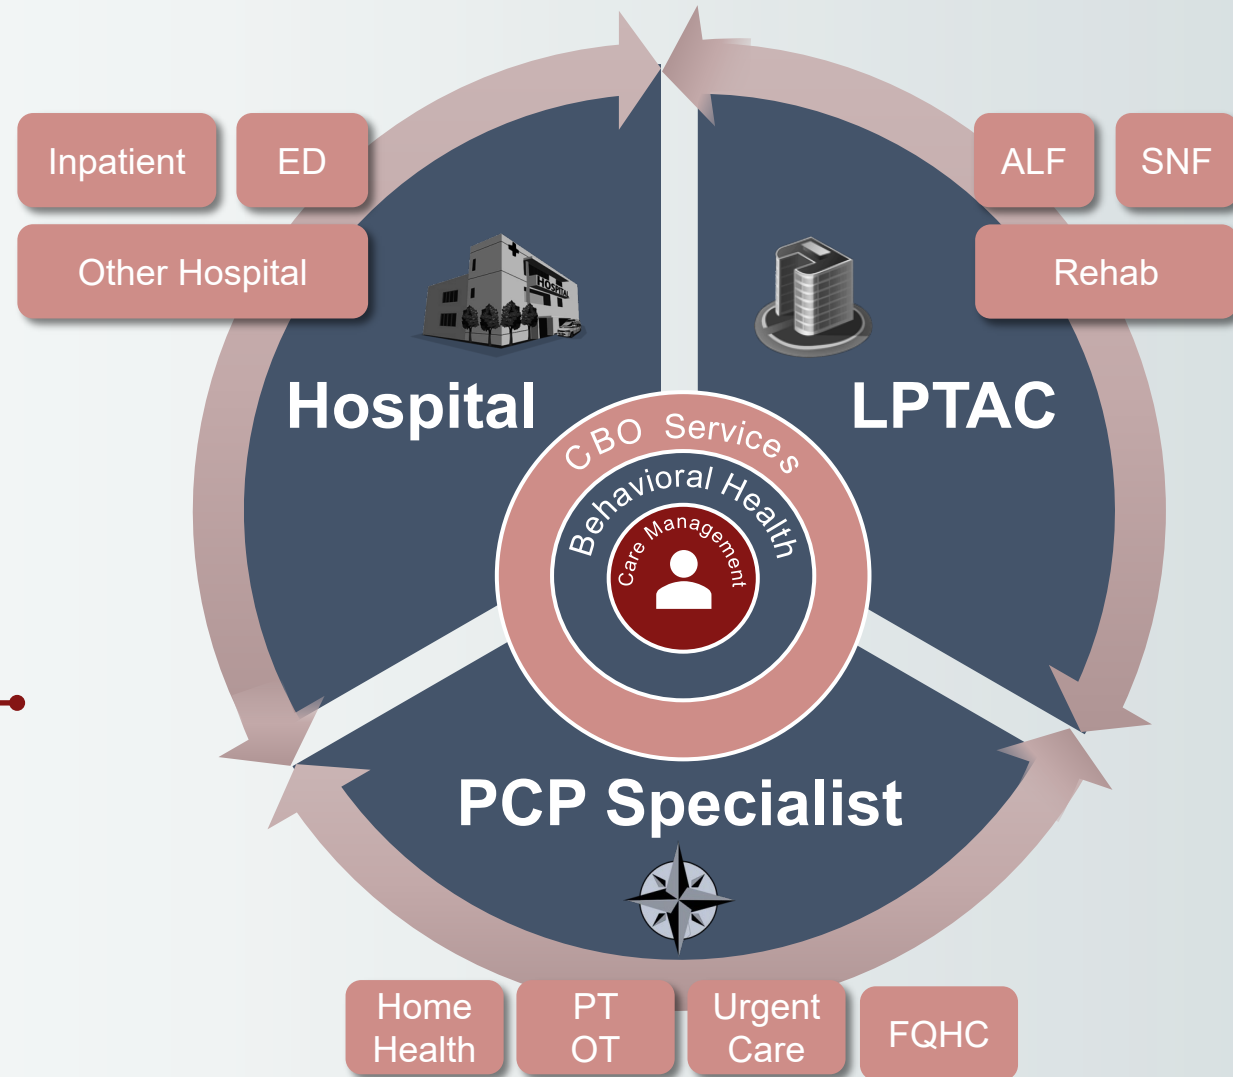 Inpatient
ED
Other Hospital
ALF
SNF
Rehab
HOSPITAL
Hospital
LPTAC
CBO Services
Behavioral Health
Care Management
PCP Specialist
Home
Health
PT
OT
Urgent
Care
FQHC